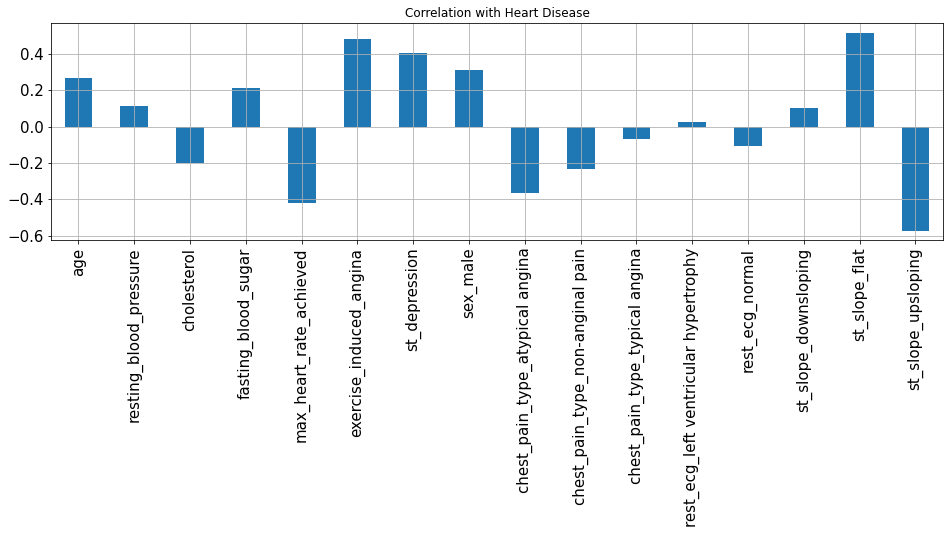 Correlation with Heart Disease
0.4
0.2
0.0
−0.2
−0.4
−0.6
age
resting_blood_pressure
cholesterol
fasting_blood_sugar
max_heart_rate_achieved
exercise_induced_angina
st_depression
sex_male
chest_pain_type_atypical angina
chest_pain_type_non-anginal pain
chest_pain_type_typical angina
rest_ecg_left ventricular hypertrophy
rest_ecg_normal
st_slope_downsloping
st_slope_flat
st_slope_upsloping